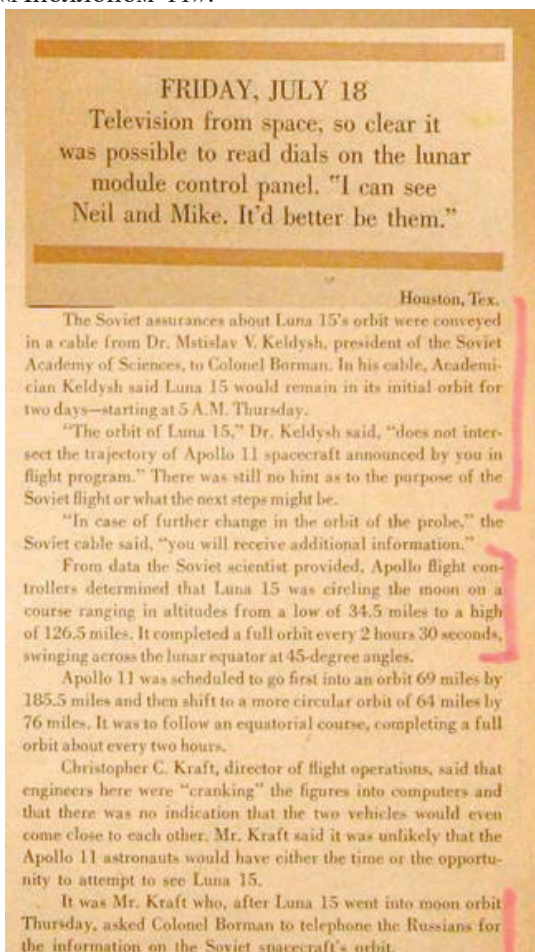 FRIDAY, JULY 18
Television from space, so clear it
was possible to read dials on the lunar
module control panel. "I can see
Neil and Mike. It'd better be them."
Houston, Tex.
The Soviet assurances about Luna 15's orbit were conveyed
in a cable from Dr. Mstislav V. Keldysh, president of the Soviet
Academy of Sciences, to Colonel Borman. In his cable, Academi-
cian Keldysh said Luna 15 would remain in its initial orbit for
two days—starting at 5 A.M. Thursday.
"The orbit of Luna 15," Dr. Keldysh said, "does not inter-
sect the trajectory of Apollo 11 spacecraft announced by you in
flight program." There was still no hint as to the purpose of the
Soviet flight or what the next steps might be.
"In case of further change in the orbit of the probe," the
Soviet cable said, "you will receive additional information."
From data the Soviet scientist provided, Apollo flight con-
trollers determined that Luna 15 was circling the moon on a
course ranging in altitudes from a low of 34.5 miles to a high
of 126.5 miles. It completed a full orbit every 2 hours 30 seconds,
swinging across the lunar equator at 45-degree angles.
Apollo 11 was scheduled to go first into an orbit 69 miles by
185.5 miles and then shift to a more circular orbit of 64 miles by
76 miles. It was to follow an equatorial course, completing a full
orbit about every two hours.
Christopher C. Kraft, director of flight operations, said that
engineers here were "cranking" the figures into computers and
that there was no indication that the two vehicles would even
come close to each other. Mr. Kraft said it was unlikely that the
Apollo 11 astronauts would have either the time or the opportu-
nity to attempt to see Luna 15.
It was Mr. Kraft who, after Luna 15 went into moon orbit
Thursday, asked Colonel Borman to telephone the Russians for
the information on the Soviet spacecraft's orbit.